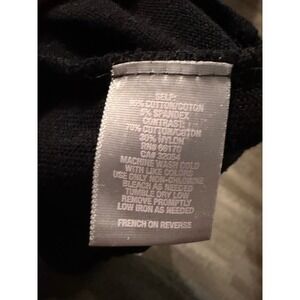 SELF:
95% COTTON/COTON
5% SPANDEX
CONTRAST:
70% COTTON/COTON
30% NYLON
RN# 66170
CA# 32054
MACHINE WASH COLD
WITH LIKE COLORS
USE ONLY NON-CHLORINE
BLEACH AS NEEDED
TUMBLE DRY LOW
REMOVE PROMPTLY
LOW IRON AS NEEDED
FRENCH ON REVERSE